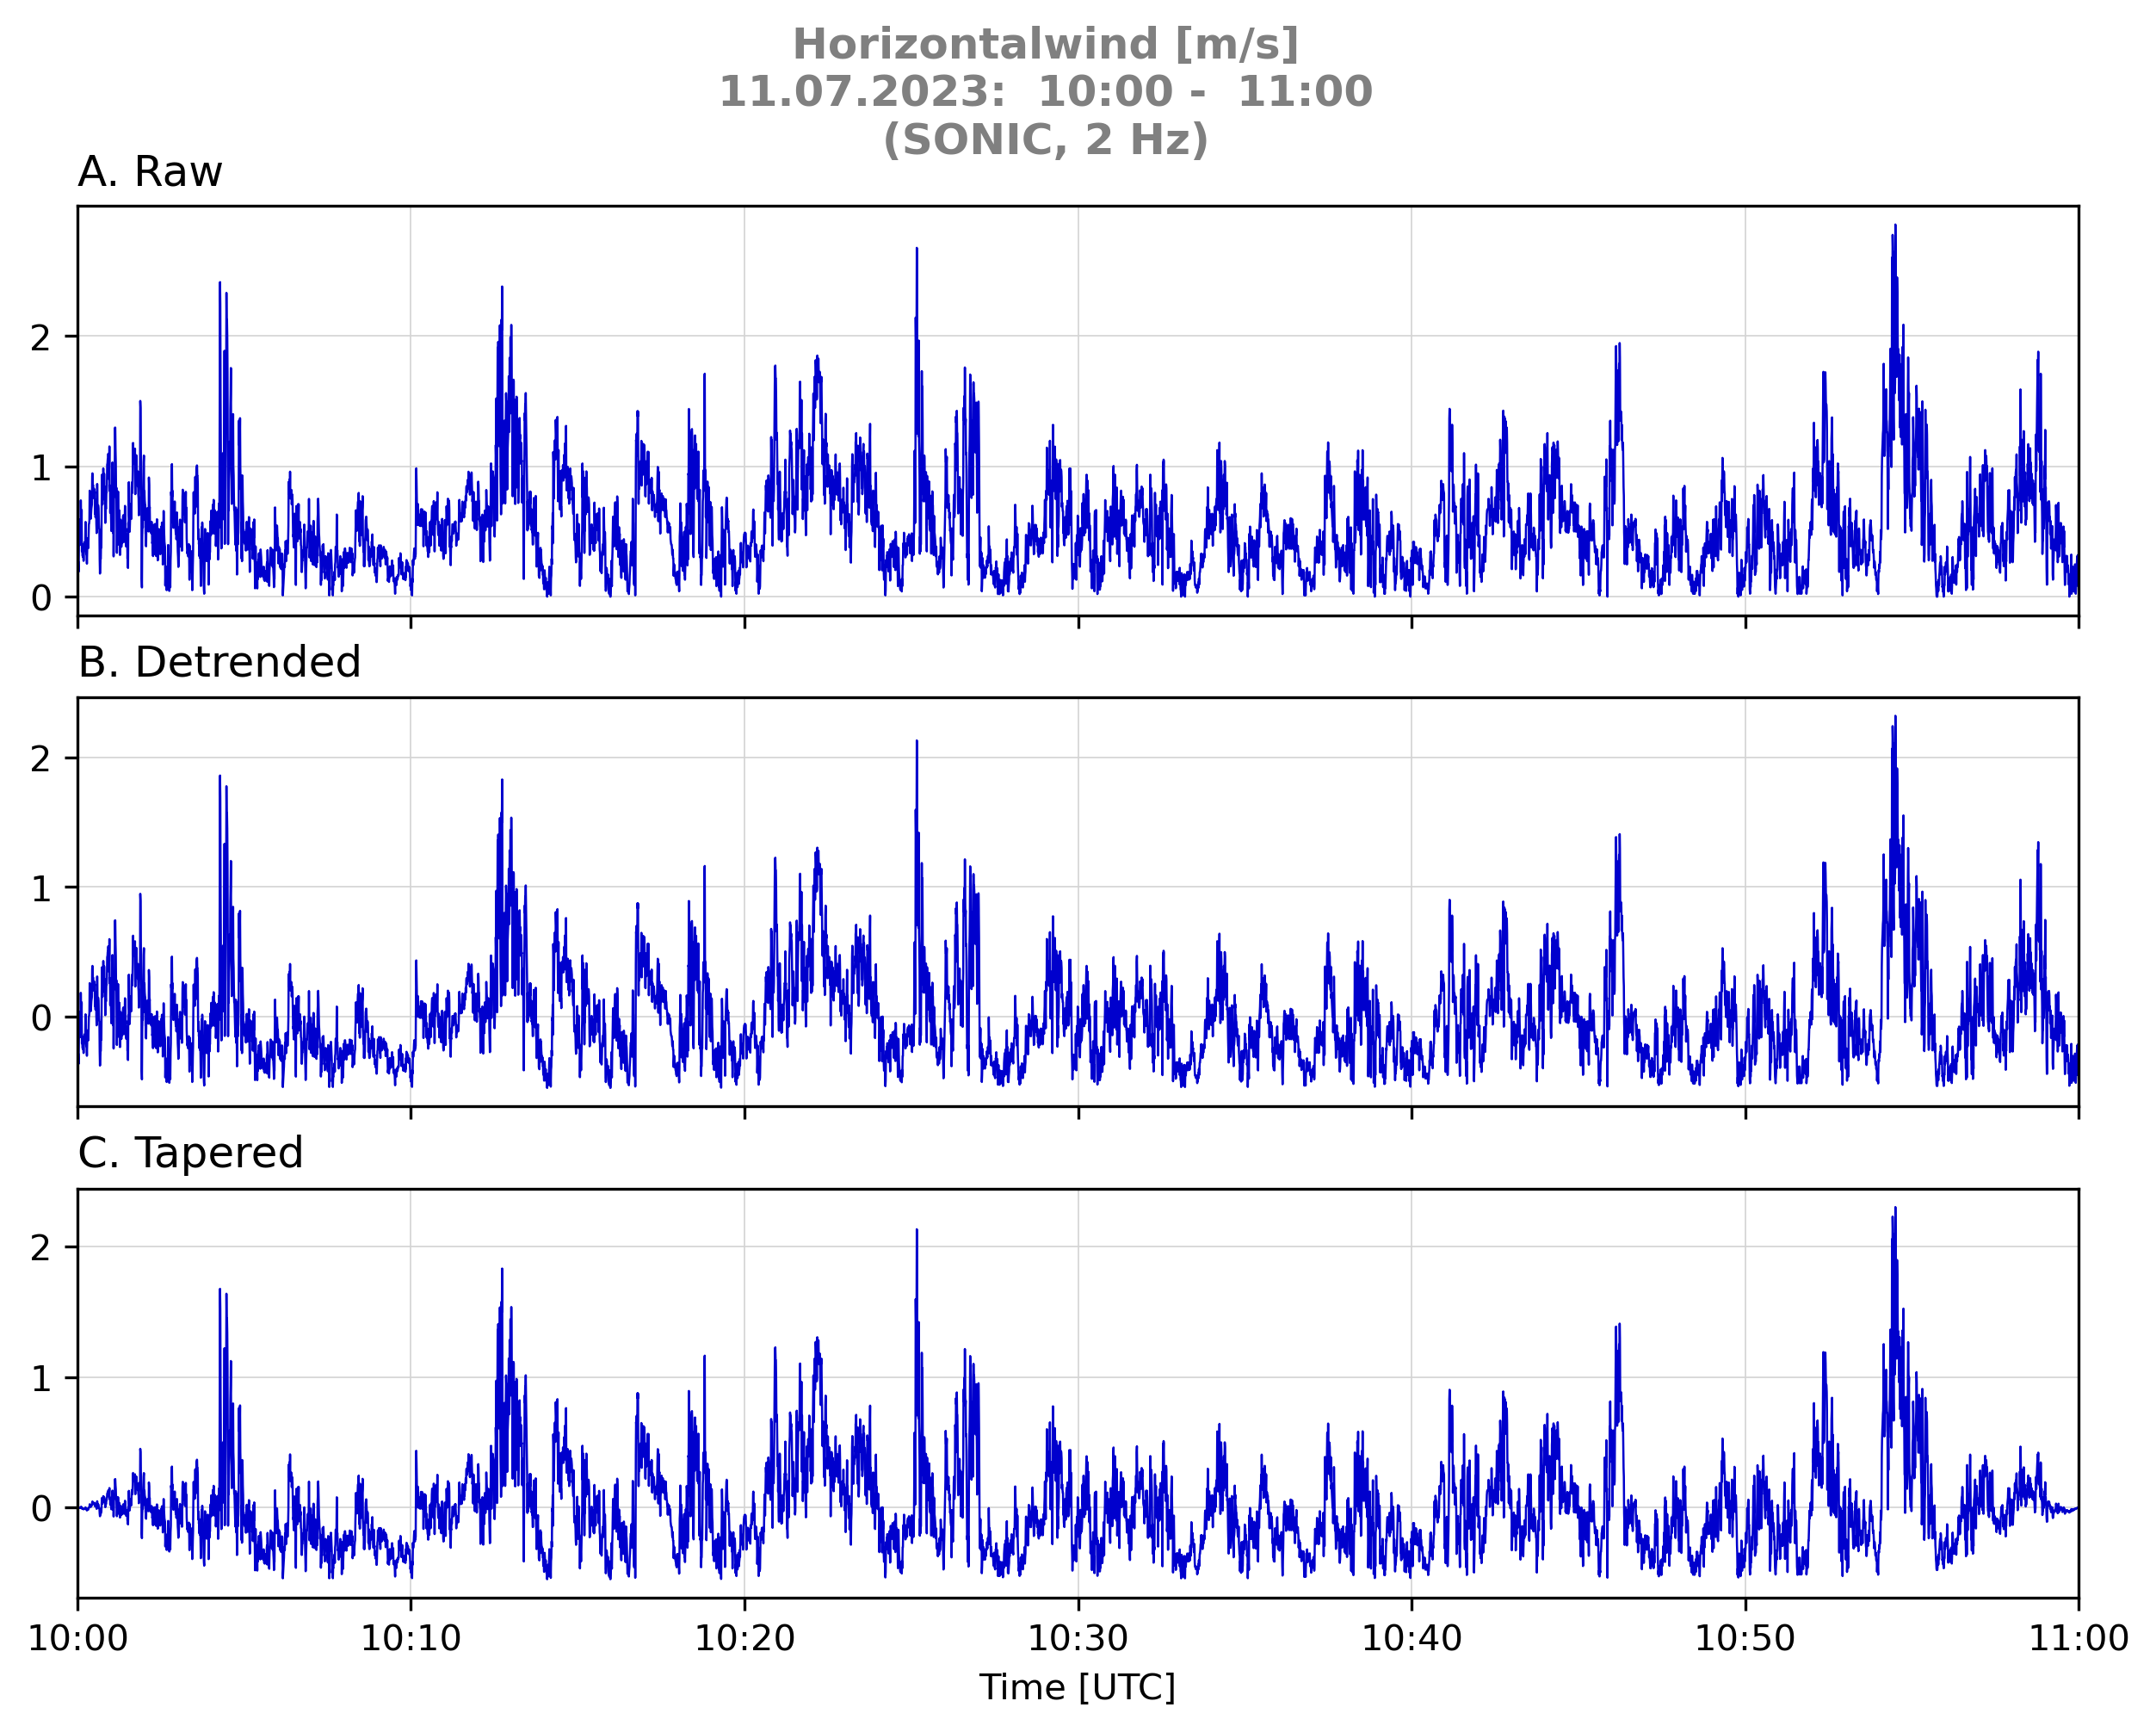 Horizontalwind [m/s]
11.07.2023:  10:00 -  11:00
(SONIC, 2 Hz)
A. Raw
2
1
0
B. Detrended
2
1
0
C. Tapered
2
1
0
10:00 10:10 10:20 10:30 10:40 10:50 11:00
Time [UTC]